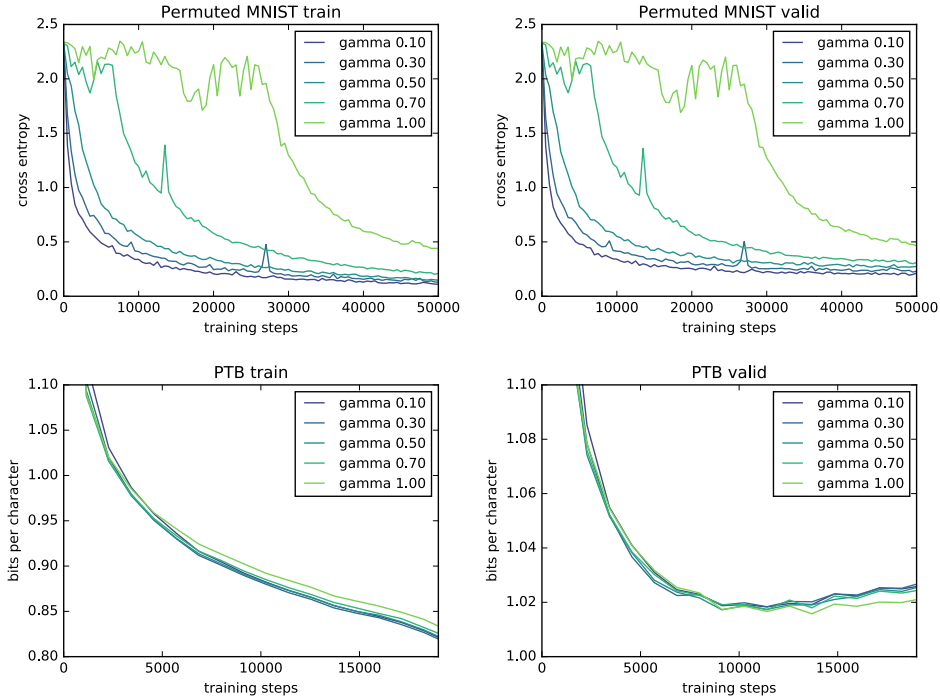 Permuted MNIST train
2.5
2.0
1.5
1.0
0.5
0.0
cross entropy
0
10000
20000
30000
40000
50000
training steps
gamma 0.10
gamma 0.30
gamma 0.50
gamma 0.70
gamma 1.00
Permuted MNIST valid
2.5
2.0
1.5
1.0
0.5
0.0
cross entropy
0
10000
20000
30000
40000
50000
training steps
gamma 0.10
gamma 0.30
gamma 0.50
gamma 0.70
gamma 1.00
PTB train
1.10
1.05
1.00
0.95
0.90
0.85
0.80
bits per character
0
5000
10000
15000
training steps
gamma 0.10
gamma 0.30
gamma 0.50
gamma 0.70
gamma 1.00
PTB valid
1.10
1.08
1.06
1.04
1.02
1.00
bits per character
0
5000
10000
15000
training steps
gamma 0.10
gamma 0.30
gamma 0.50
gamma 0.70
gamma 1.00